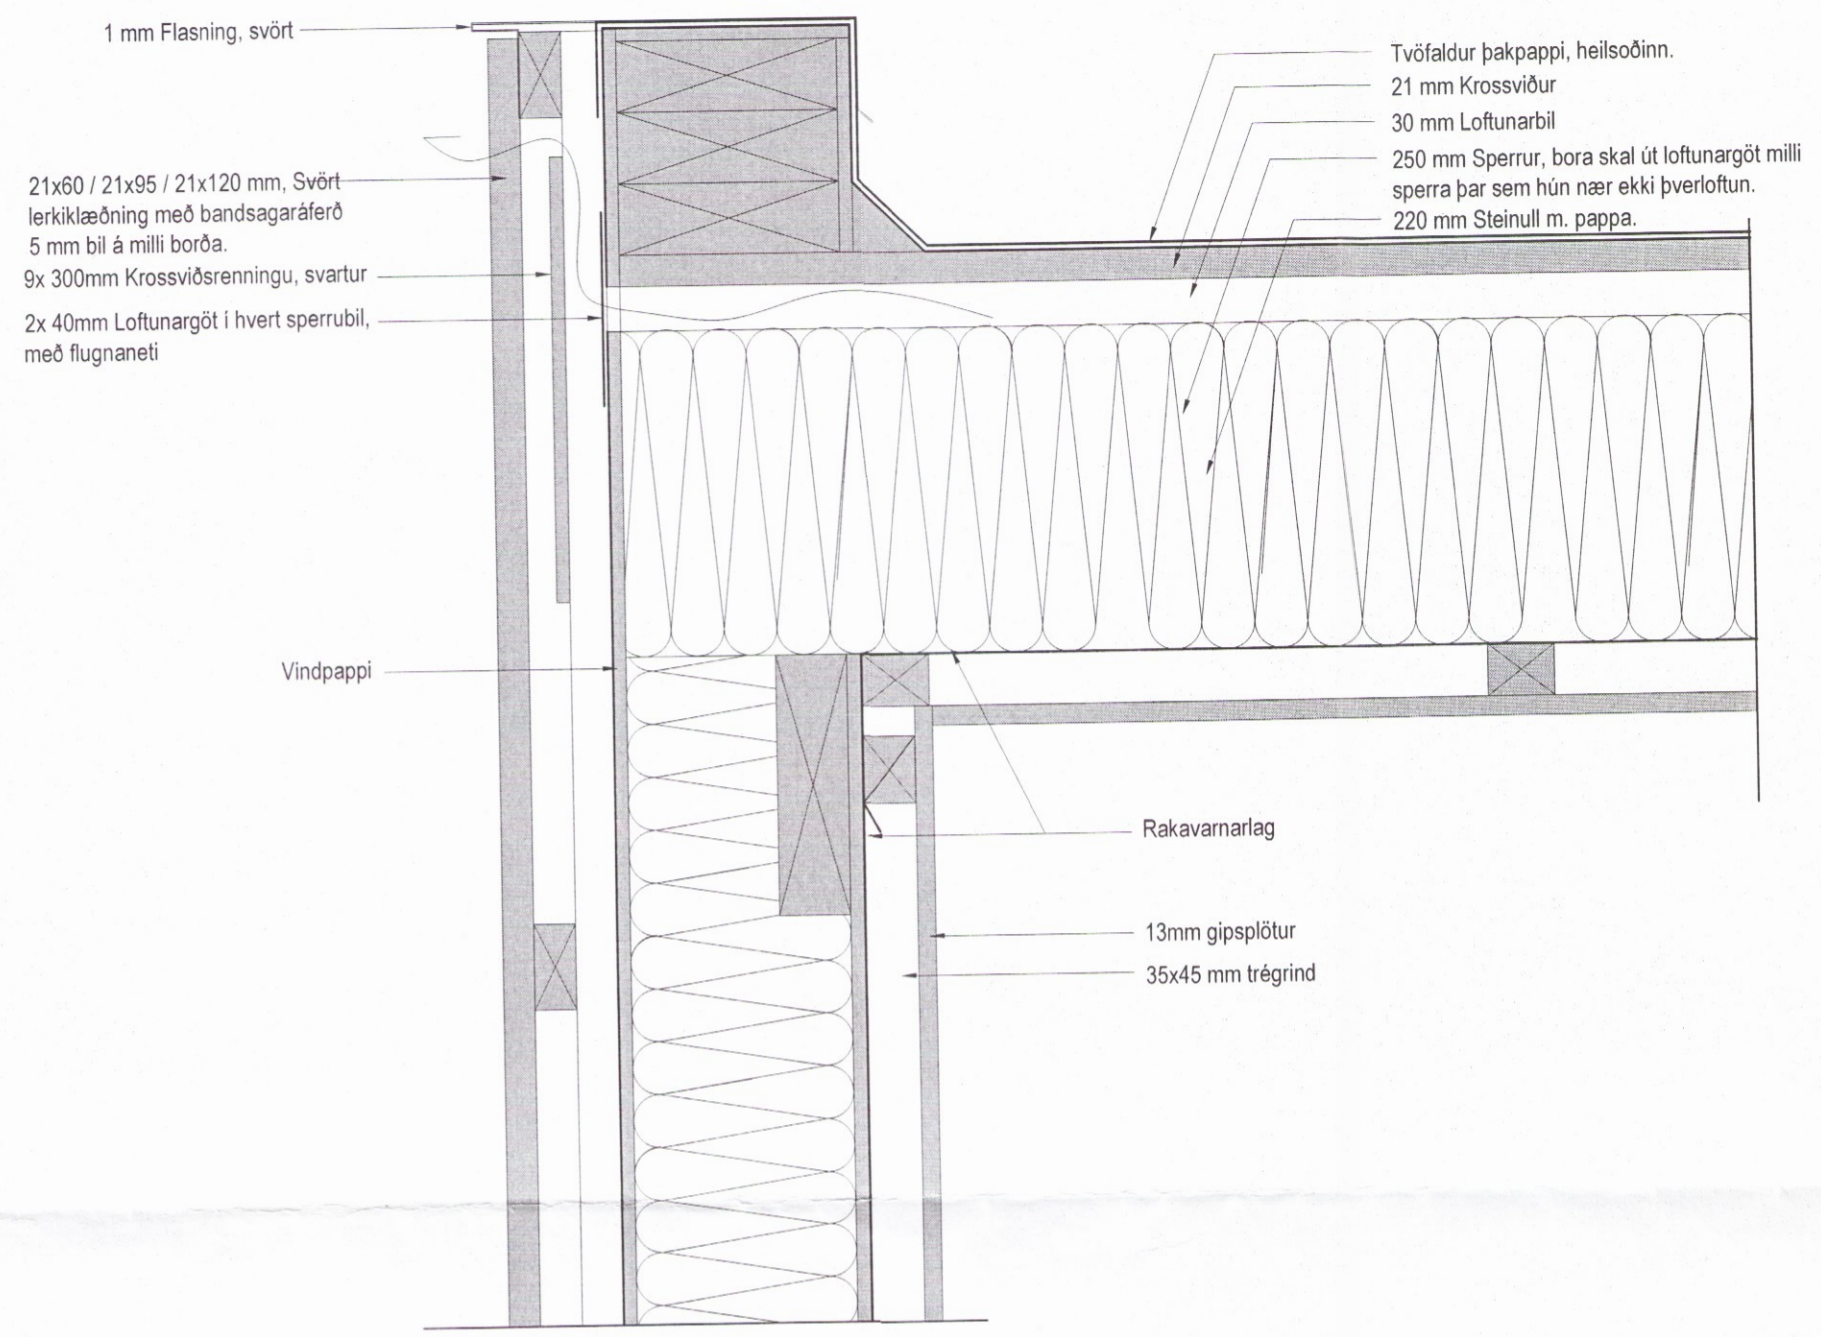 1 mm Flasning, svört
21x60 / 21x95 / 21x120 mm, Svört
lerkiklæðning með bandsagaráferð
5 mm bil á milli borða.
9x 300mm Krossviðsrenningu, svartur
2x 40mm Loftunargöt í hvert sperrubil,
með flugnaneti
Vindpappi
Tvöfaldur þakpappi, heilsoðinn.
21 mm Krossviður
30 mm Loftunarbil
250 mm Sperrur, bora skal út loftunargöt milli
sperra þar sem hún nær ekki þverloftun.
220 mm Steinull m. pappa.
Rakavarnarlag
13mm gipsplötur
35x45 mm trégrind